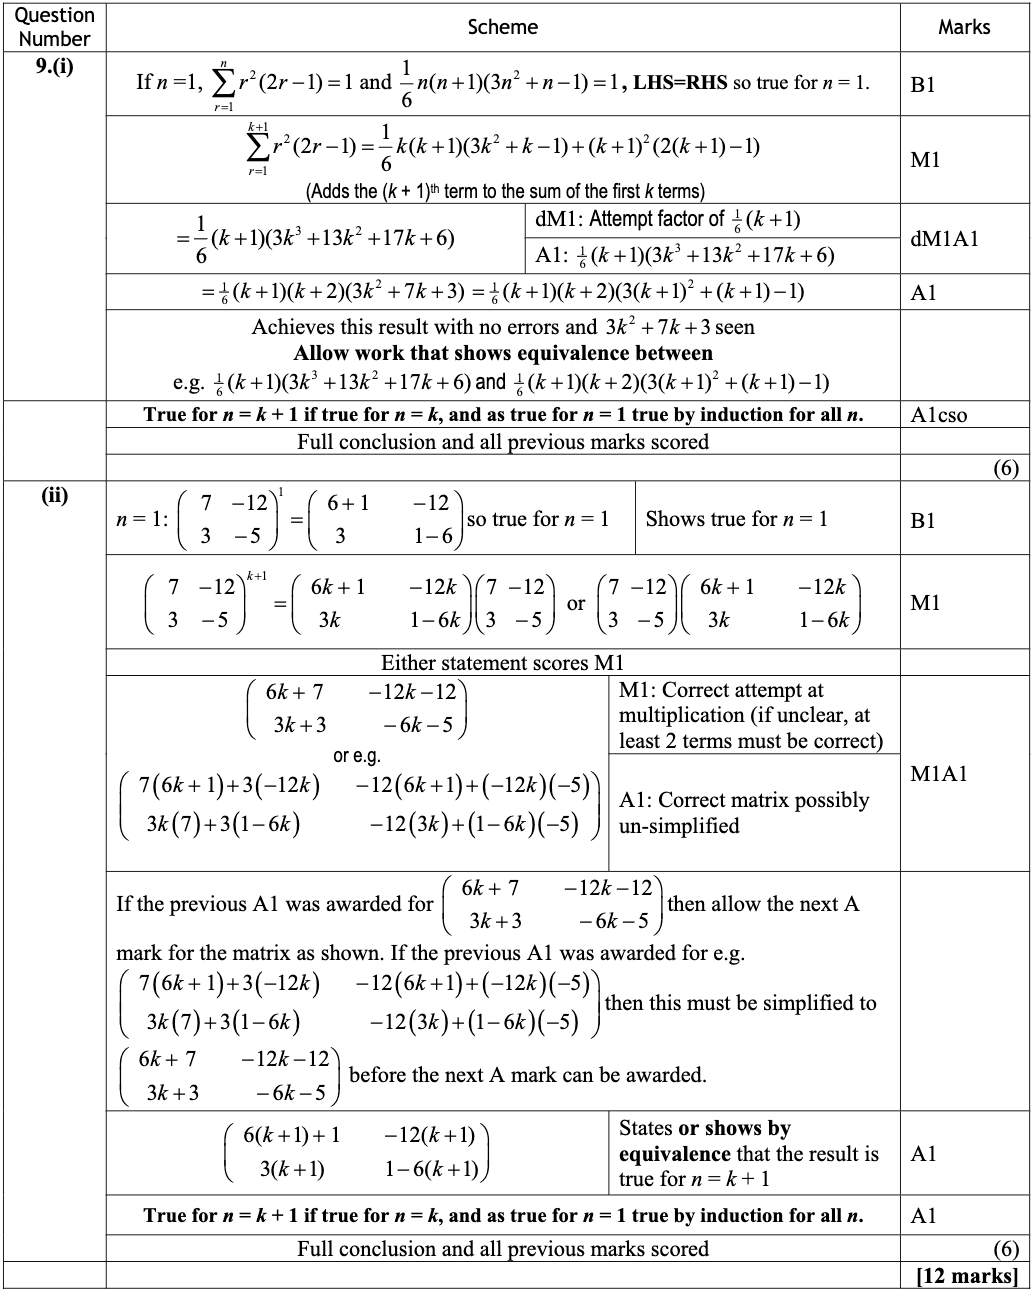 Question Number Scheme Marks
9.(i) If n =1, \sum_{r=1}^{n} r^2(2r−1) = 1 and \frac{1}{6}n(n+1)(3n^2+n−1) = 1, LHS=RHS so true for n = 1. B1
\sum_{r=1}^{k+1} r^2(2r−1) = \frac{1}{6}k(k+1)(3k^2+k−1)+(k+1)^2(2(k+1)−1) M1
(Adds the (k + 1)^{th} term to the sum of the first k terms)
= \frac{1}{6}(k+1)(3k^3+13k^2+17k+6) dM1: Attempt factor of \frac{1}{6}(k+1) dM1A1
A1: \frac{1}{6}(k+1)(3k^3+13k^2+17k+6)
= \frac{1}{6}(k+1)(k+2)(3k^2+7k+3) = \frac{1}{6}(k+1)(k+2)(3(k+1)^2+(k+1)−1) A1
Achieves this result with no errors and 3k^2+7k+3 seen
Allow work that shows equivalence between
e.g. \frac{1}{6}(k+1)(3k^3+13k^2+17k+6) and \frac{1}{6}(k+1)(k+2)(3(k+1)^2+(k+1)−1)
True for n = k + 1 if true for n = k, and as true for n = 1 true by induction for all n. A1cso
Full conclusion and all previous marks scored
(6)
(ii) n = 1: \begin{pmatrix} 7 & −12 \\ 3 & −5 \end{pmatrix}^1 = \begin{pmatrix} 6+1 & −12 \\ 3 & 1−6 \end{pmatrix} so true for n = 1 Shows true for n = 1 B1
\begin{pmatrix} 7 & −12 \\ 3 & −5 \end{pmatrix}^{k+1} = \begin{pmatrix} 6k+1 & −12k \\ 3k & 1−6k \end{pmatrix}\begin{pmatrix} 7 & −12 \\ 3 & −5 \end{pmatrix} or \begin{pmatrix} 7 & −12 \\ 3 & −5 \end{pmatrix}\begin{pmatrix} 6k+1 & −12k \\ 3k & 1−6k \end{pmatrix} M1
Either statement scores M1
\begin{pmatrix} 6k+7 & −12k−12 \\ 3k+3 & −6k−5 \end{pmatrix}
or e.g.
\begin{pmatrix} 7(6k+1)+3(−12k) & −12(6k+1)+(−12k)(−5) \\ 3k(7)+3(1−6k) & −12(3k)+(1−6k)(−5) \end{pmatrix}
M1: Correct attempt at
multiplication (if unclear, at
least 2 terms must be correct)
A1: Correct matrix possibly
un-simplified
M1A1
If the previous A1 was awarded for \begin{pmatrix} 6k+7 & −12k−12 \\ 3k+3 & −6k−5 \end{pmatrix} then allow the next A
mark for the matrix as shown. If the previous A1 was awarded for e.g.
\begin{pmatrix} 7(6k+1)+3(−12k) & −12(6k+1)+(−12k)(−5) \\ 3k(7)+3(1−6k) & −12(3k)+(1−6k)(−5) \end{pmatrix} then this must be simplified to
\begin{pmatrix} 6k+7 & −12k−12 \\ 3k+3 & −6k−5 \end{pmatrix} before the next A mark can be awarded.
\begin{pmatrix} 6(k+1)+1 & −12(k+1) \\ 3(k+1) & 1−6(k+1) \end{pmatrix}
States or shows by
equivalence that the result is
true for n = k + 1
A1
True for n = k + 1 if true for n = k, and as true for n = 1 true by induction for all n. A1
Full conclusion and all previous marks scored (6)
[12 marks]